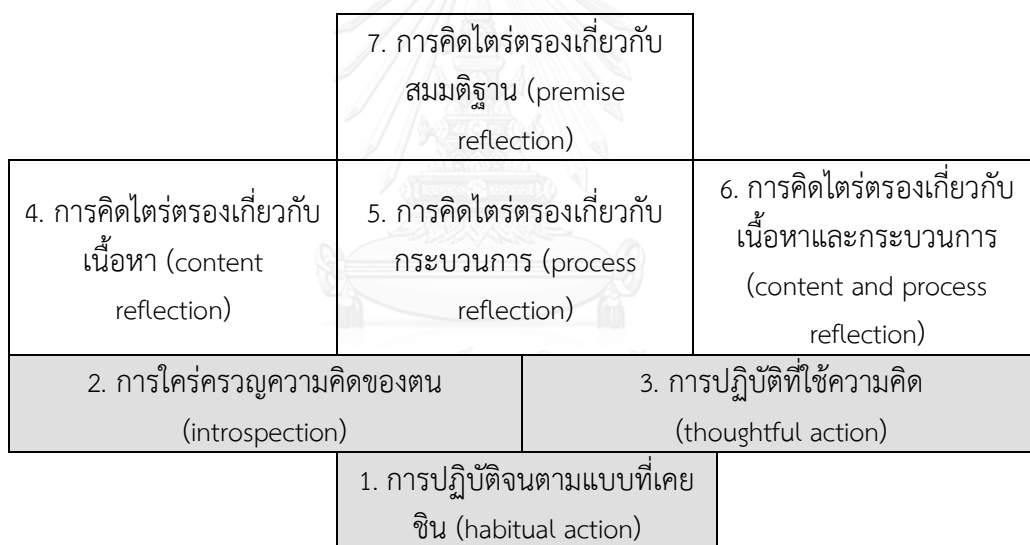 7. การคิดไตร่ตรองเกี่ยวกับ
สมมติฐาน (premise
reflection)
4. การคิดไตร่ตรองเกี่ยวกับ
เนื้อหา (content
reflection)
5. การคิดไตร่ตรองเกี่ยวกับ
กระบวนการ (process
reflection)
6. การคิดไตร่ตรองเกี่ยวกับ
เนื้อหาและกระบวนการ
(content and process
reflection)
2. การใคร่ครวญความคิดของตน
(introspection)
3. การปฏิบัติที่ใช้ความคิด
(thoughtful action)
1. การปฏิบัติจนตามแบบที่เคย
ชิน (habitual action)